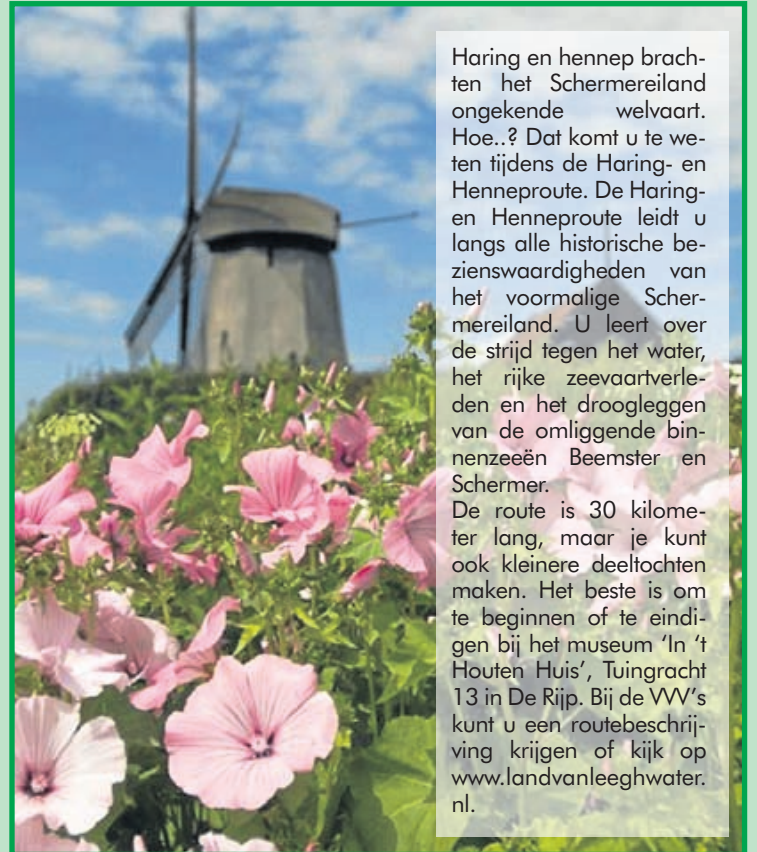 Haring en hennep brach-
ten het Schermereiland
ongekende welvaart.
Hoe..? Dat komt u te we-
ten tijdens de Haring- en
Henneproute. De Haring-
en Henneproute leidt u
langs alle historische be-
zienswaardigheden van
het voormalige Scher-
mereiland. U leert over
de strijd tegen het water,
het rijke zeevaartverle-
den en het droogleggen
van de omliggende bin-
nenzeeën Beemster en
Schermer.
De route is 30 kilome-
ter lang, maar je kunt
ook kleinere deeltochten
maken. Het beste is om
te beginnen of te eindi-
gen bij het museum ‘In ‘t
Houten Huis’, Tuingracht
13 in De Rijp. Bij de VVV’s
kunt u een routebeschrij-
ving krijgen of kijk op
www.landvanleeghwater.
nl.